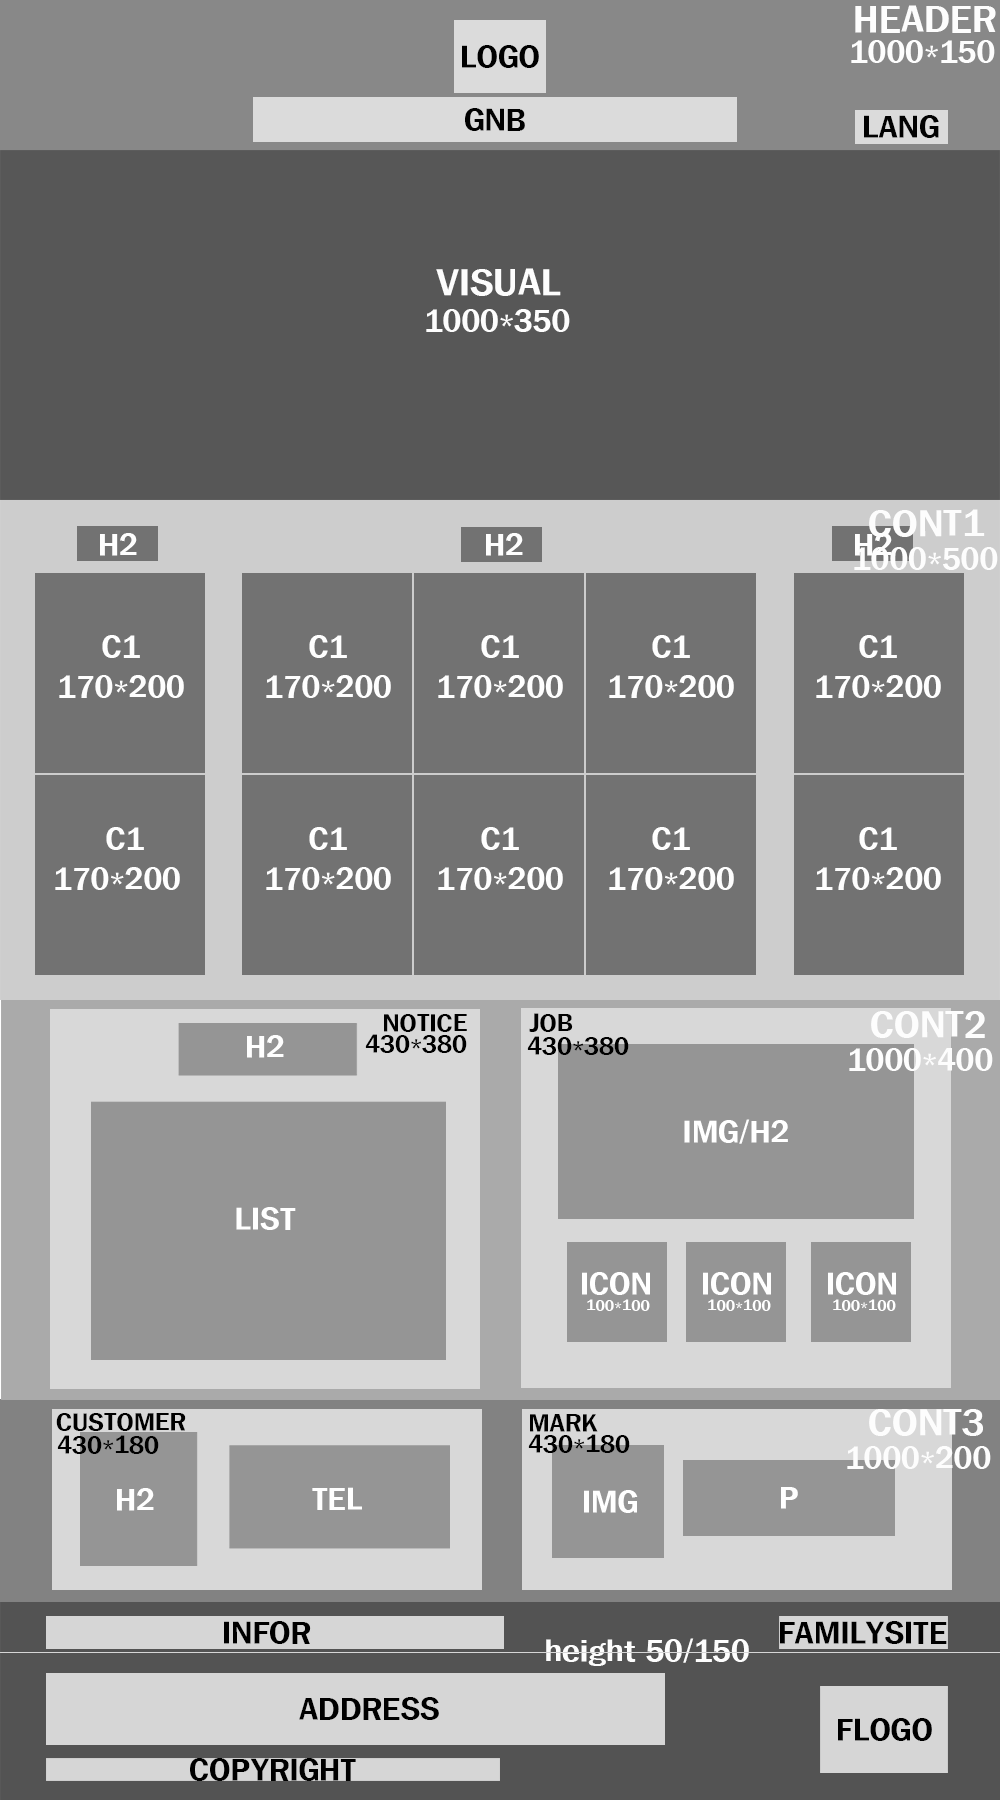 HEADER
1000*150
LOGO
GNB
LANG
VISUAL
1000*350
CONT1
1000*500
H2
H2
H2
C1
170*200
C1
170*200
C1
170*200
C1
170*200
C1
170*200
C1
170*200
C1
170*200
C1
170*200
C1
170*200
C1
170*200
CONT2
1000*400
NOTICE
430*380
H2
LIST
JOB
430*380
IMG/H2
ICON
100*100
ICON
100*100
ICON
100*100
CONT3
1000*200
CUSTOMER
430*180
H2
TEL
MARK
430*180
IMG
P
INFOR
height 50/150
FAMILYSITE
ADDRESS
FLOGO
COPYRIGHT